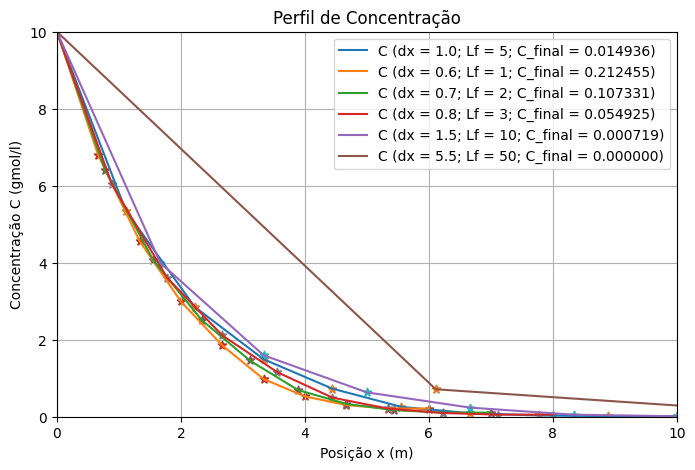 Perfil de Concentração
10
8
6
4
2
0
Concentração C (gmol/l)
C (dx = 1.0; Lf = 5; C_final = 0.014936)
C (dx = 0.6; Lf = 1; C_final = 0.212455)
C (dx = 0.7; Lf = 2; C_final = 0.107331)
C (dx = 0.8; Lf = 3; C_final = 0.054925)
C (dx = 1.5; Lf = 10; C_final = 0.000719)
C (dx = 5.5; Lf = 50; C_final = 0.000000)
0 2 4 6 8 10
Posição x (m)